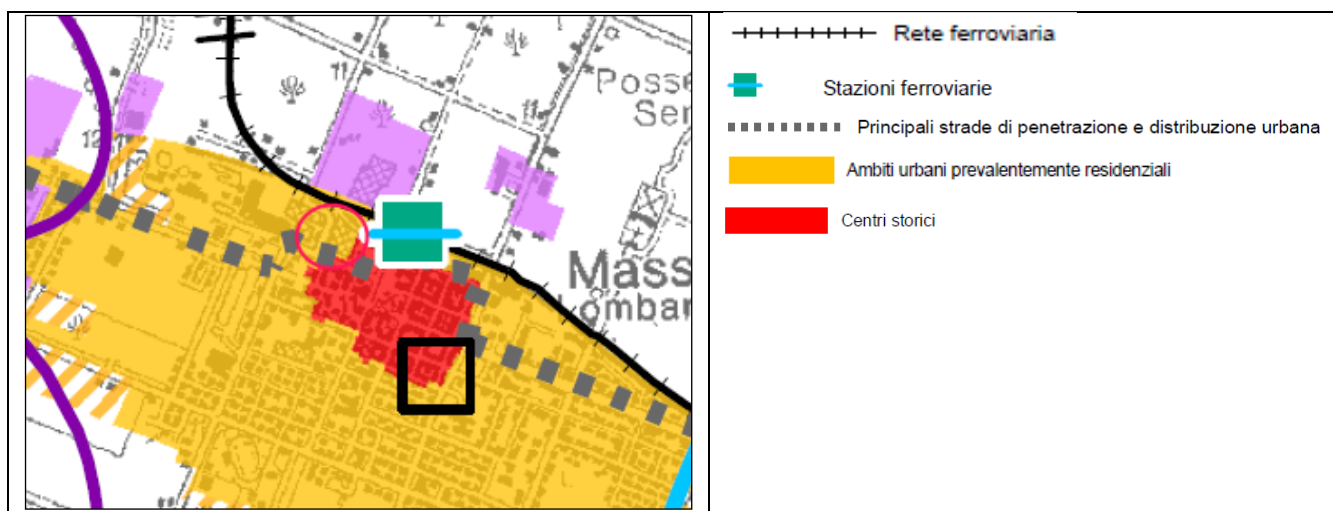 11
Posse
Ser
11
12
Mass
Lombar
Rete ferroviaria
Stazioni ferroviarie
Principali strade di penetrazione e distribuzione urbana
Ambiti urbani prevalentemente residenziali
Centri storici